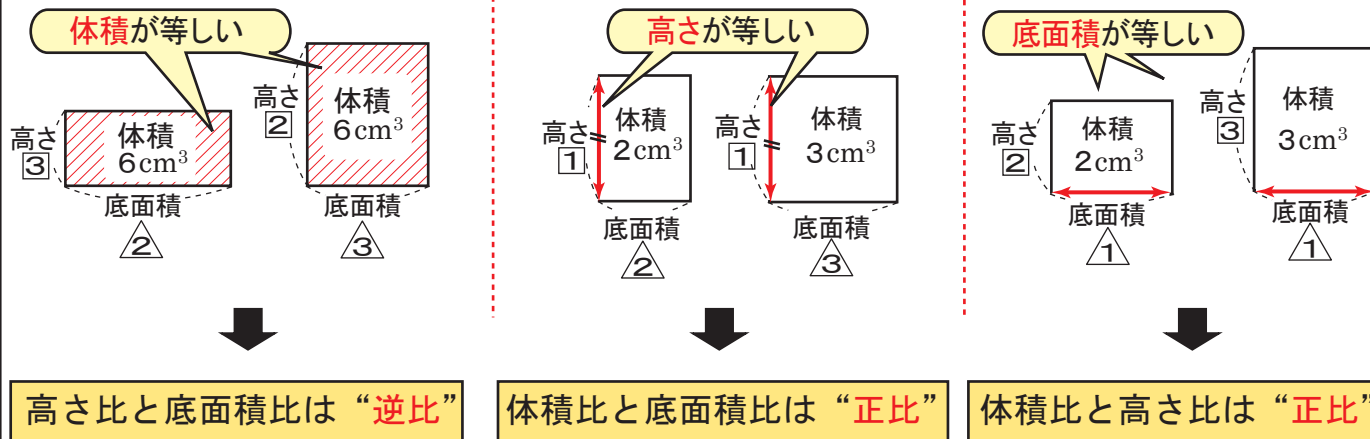 体積が等しい
高さ
3
体積
6cm³
底面積
2
高さ
2
体積
6cm³
底面積
3
高さ比と底面積比は“逆比”
高さが等しい
高さ
1
体積
2cm³
底面積
2
高さ
1
体積
3cm³
底面積
3
体積比と底面積比は“正比”
底面積が等しい
高さ
2
体積
2cm³
底面積
1
高さ
3
体積
3cm³
底面積
1
体積比と高さ比は“正比”